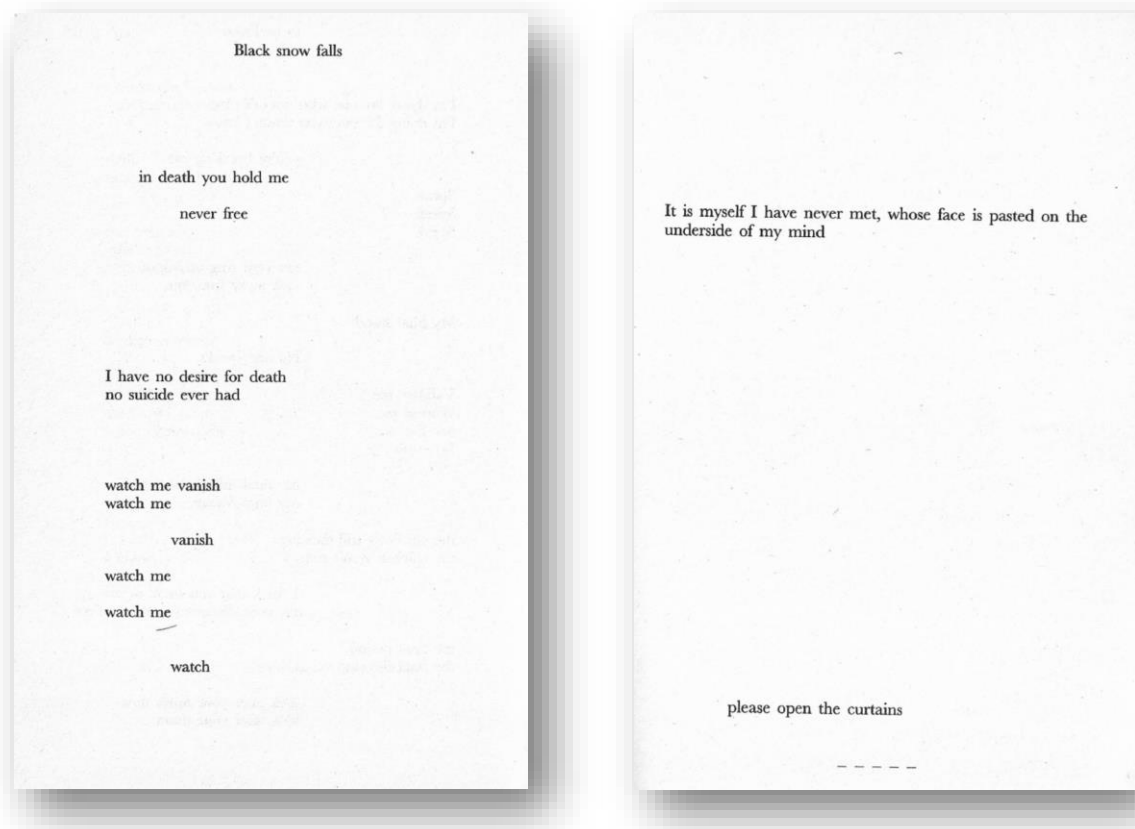 Black snow falls
in death you hold me
never free
I have no desire for death
no suicide ever had
watch me vanish
watch me
vanish
watch me
watch me
watch
It is myself I have never met, whose face is pasted on the
underside of my mind
please open the curtains
– – – – –